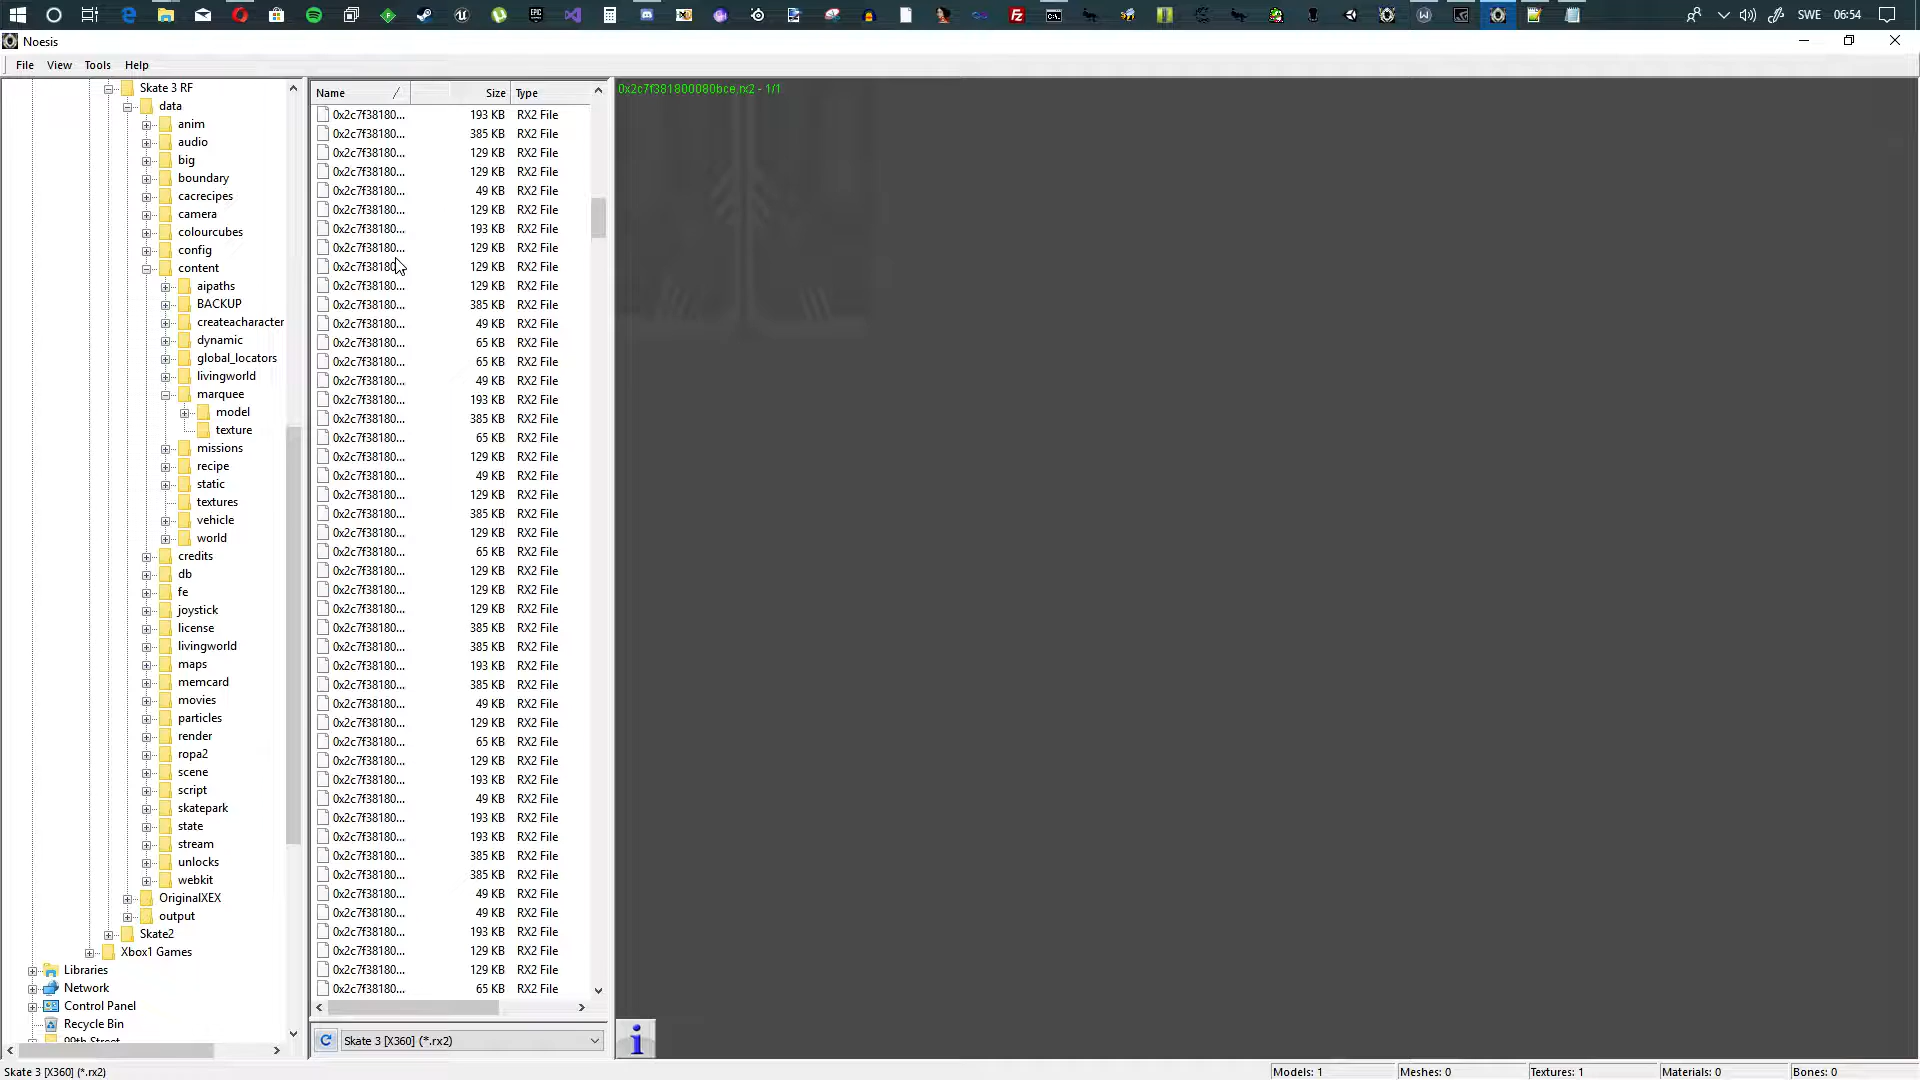 SWE 06:54
Noesis
File View Tools Help
Skate 3 RF
data
anim
audio
big
boundary
cacrecipes
camera
colourcubes
config
content
aipaths
BACKUP
createacharacter
dynamic
global_locators
livingworld
marquee
model
texture
missions
recipe
static
textures
vehicle
world
credits
db
fe
joystick
license
livingworld
maps
memcard
movies
particles
render
ropa2
scene
script
skatepark
state
stream
unlocks
webkit
OriginalXEX
output
Skate2
Xbox1 Games
Libraries
Network
Control Panel
Recycle Bin
99th Street
Name Size Type
0x2c7f38180... 193 KB RX2 File
0x2c7f38180... 385 KB RX2 File
0x2c7f38180... 129 KB RX2 File
0x2c7f38180... 129 KB RX2 File
0x2c7f38180... 49 KB RX2 File
0x2c7f38180... 129 KB RX2 File
0x2c7f38180... 193 KB RX2 File
0x2c7f38180... 129 KB RX2 File
0x2c7f38180 129 KB RX2 File
0x2c7f38180... 129 KB RX2 File
0x2c7f38180... 385 KB RX2 File
0x2c7f38180... 49 KB RX2 File
0x2c7f38180... 65 KB RX2 File
0x2c7f38180... 65 KB RX2 File
0x2c7f38180... 49 KB RX2 File
0x2c7f38180... 193 KB RX2 File
0x2c7f38180... 385 KB RX2 File
0x2c7f38180... 65 KB RX2 File
0x2c7f38180... 129 KB RX2 File
0x2c7f38180... 49 KB RX2 File
0x2c7f38180... 129 KB RX2 File
0x2c7f38180... 385 KB RX2 File
0x2c7f38180... 129 KB RX2 File
0x2c7f38180... 65 KB RX2 File
0x2c7f38180... 129 KB RX2 File
0x2c7f38180... 129 KB RX2 File
0x2c7f38180... 129 KB RX2 File
0x2c7f38180... 385 KB RX2 File
0x2c7f38180... 385 KB RX2 File
0x2c7f38180... 193 KB RX2 File
0x2c7f38180... 385 KB RX2 File
0x2c7f38180... 49 KB RX2 File
0x2c7f38180... 129 KB RX2 File
0x2c7f38180... 65 KB RX2 File
0x2c7f38180... 129 KB RX2 File
0x2c7f38180... 193 KB RX2 File
0x2c7f38180... 49 KB RX2 File
0x2c7f38180... 193 KB RX2 File
0x2c7f38180... 193 KB RX2 File
0x2c7f38180... 385 KB RX2 File
0x2c7f38180... 385 KB RX2 File
0x2c7f38180... 49 KB RX2 File
0x2c7f38180... 49 KB RX2 File
0x2c7f38180... 193 KB RX2 File
0x2c7f38180... 129 KB RX2 File
0x2c7f38180... 129 KB RX2 File
0x2c7f38180... 65 KB RX2 File
Skate 3 [X360] (*.rx2)
0x2c7f381800080bce.rx2 - 1/1
Skate 3 [X360] (*.rx2)
Models: 1 Meshes: 0 Textures: 1 Materials: 0 Bones: 0